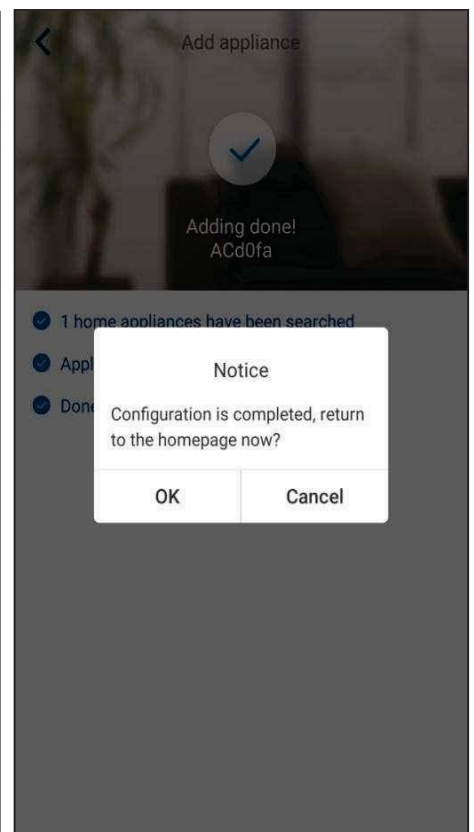 Add appliance
Adding done!
ACd0fa
1 home appliances have been searched
Appl
Done
Notice
Configuration is completed, return
to the homepage now?
OK
Cancel